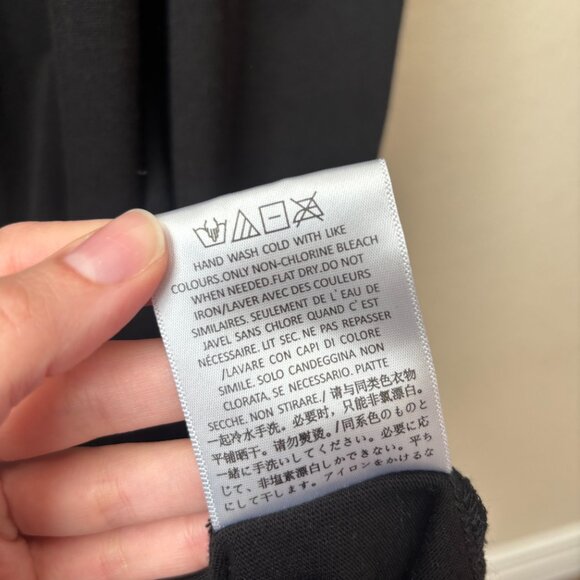 HAND WASH COLD WITH LIKE
COLOURS.ONLY NON-CHLORINE BLEACH
WHEN NEEDED.FLAT DRY.DO NOT
IRON/LAVER AVEC DES COULEURS
SIMILAIRES. SEULEMENT DE L'EAU DE
JAVEL SANS CHLORE QUAND C'EST
NÉCESSAIRE. LIT SEC. NE PAS REPASSER
/LAVARE CON CAPI DI COLORE
SIMILE. SOLO CANDEGGINA NON
CLORATA, SE NECESSARIO. PIATTE
SECCHE. NON STIRARE./ 请与同类色衣物
一起冷水手洗。必要时，只能非氯漂白。
平铺晒干。请勿熨烫。/ 同系色のものと
一緒に手洗いしてください。必要に応
じて、非塩素漂白しかできない。平ち
にして干します。アイロンをかけるな